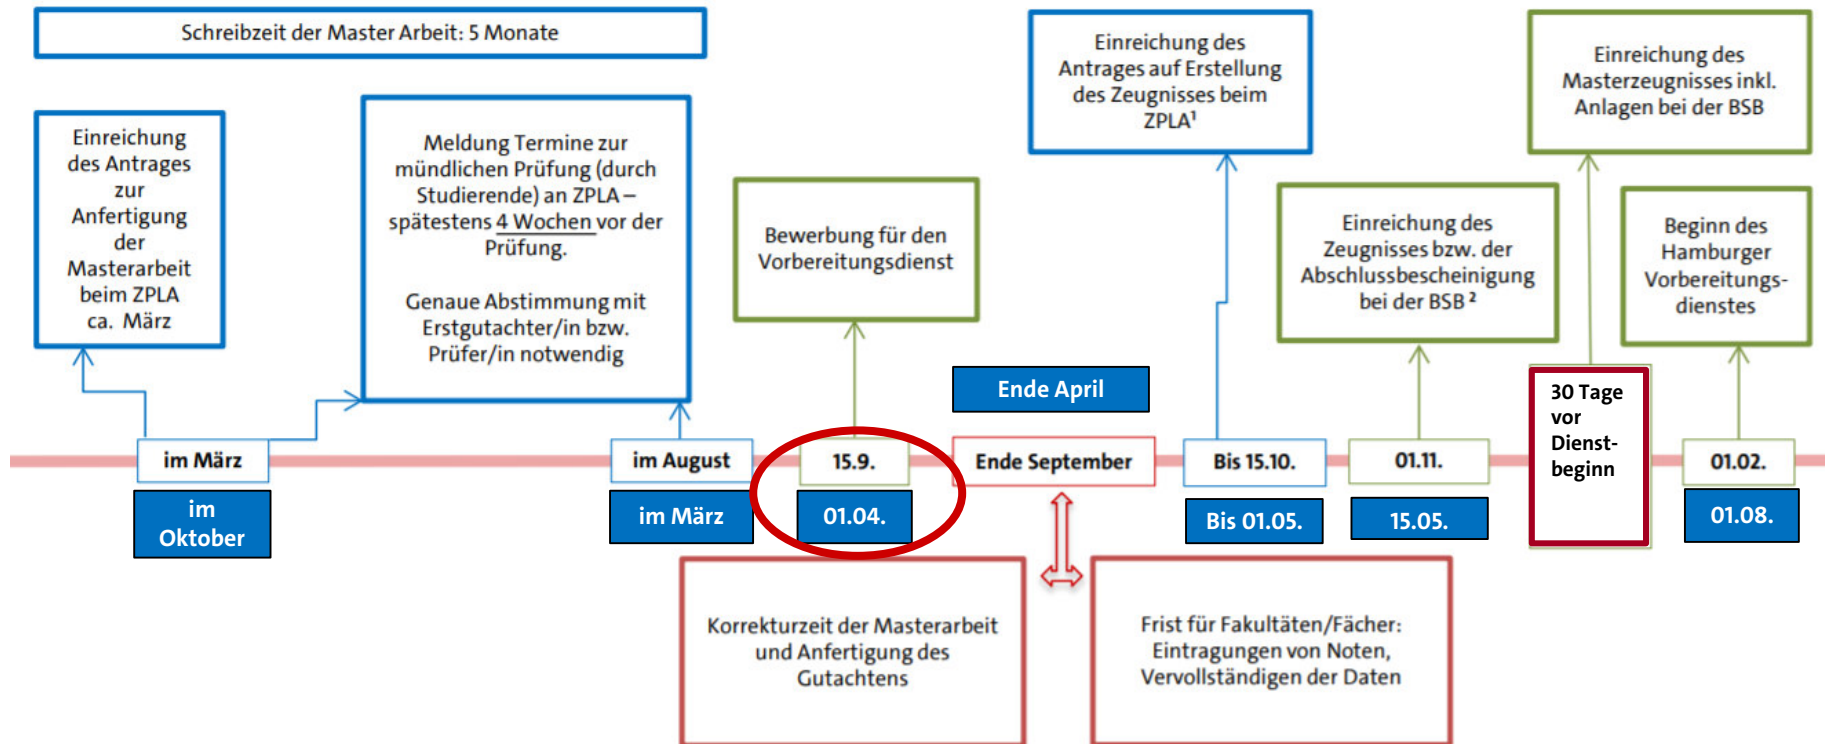 Schreibzeit der Master Arbeit: 5 Monate
Einreichung
des Antrages
zur
Anfertigung
der
Masterarbeit
beim ZPLA
ca. März
Meldung Termine zur
mündlichen Prüfung (durch
Studierende) an ZPLA –
spätestens 4 Wochen vor der
Prüfung.
Genaue Abstimmung mit
Erstgutachter/in bzw.
Prüfer/in notwendig
Bewerbung für den
Vorbereitungsdienst
Einreichung des
Antrages auf Erstellung
des Zeugnisses beim
ZPLA¹
Einreichung des
Zeugnisses bzw. der
Abschlussbescheinigung
bei der BSB ²
Einreichung des
Masterzeugnisses inkl.
Anlagen bei der BSB
Beginn des
Hamburger
Vorbereitungs-
dienstes
Ende April
im März
im August
15.9.
Ende September
Bis 15.10.
01.11.
30 Tage
vor
Dienst-
beginn
01.02.
im
Oktober
im März
01.04.
Bis 01.05.
15.05.
01.08.
Korrekturzeit der Masterarbeit
und Anfertigung des
Gutachtens
Frist für Fakultäten/Fächer:
Eintragungen von Noten,
Vervollständigen der Daten